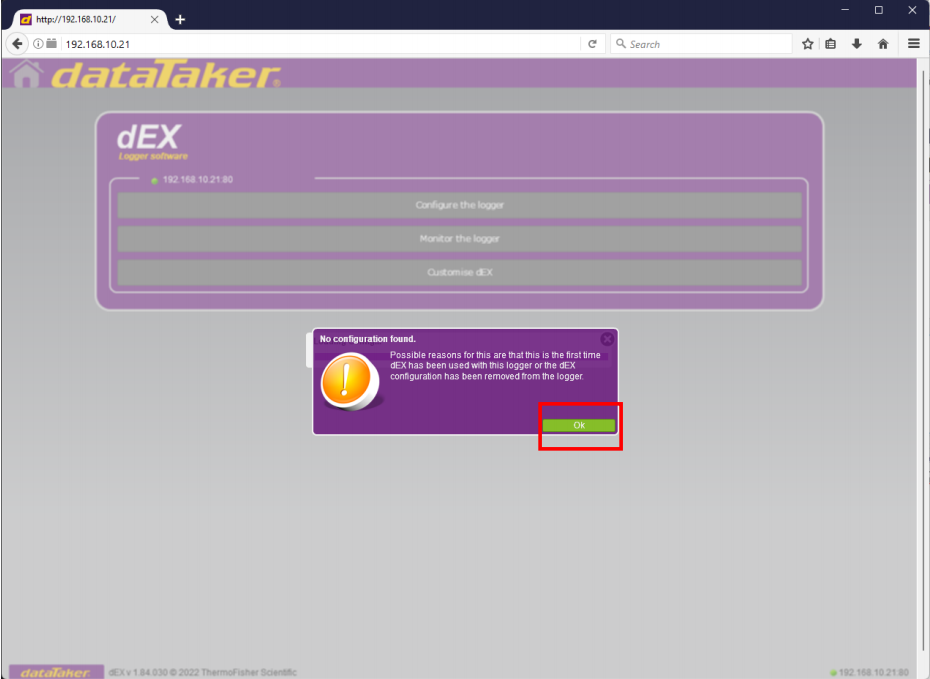 http://192.168.10.21/
192.168.10.21
Search
dataTaker
dEX
Logger software
192.168.10.21:80
Configure the logger
Monitor the logger
Customise dEX
No configuration found.
Possible reasons for this are that this is the first time
dEX has been used with this logger or the dEX
configuration has been removed from the logger.
Ok
dataTaker
dEX v 1.84.030 © 2022 ThermoFisher Scientific
192.168.10.21:80